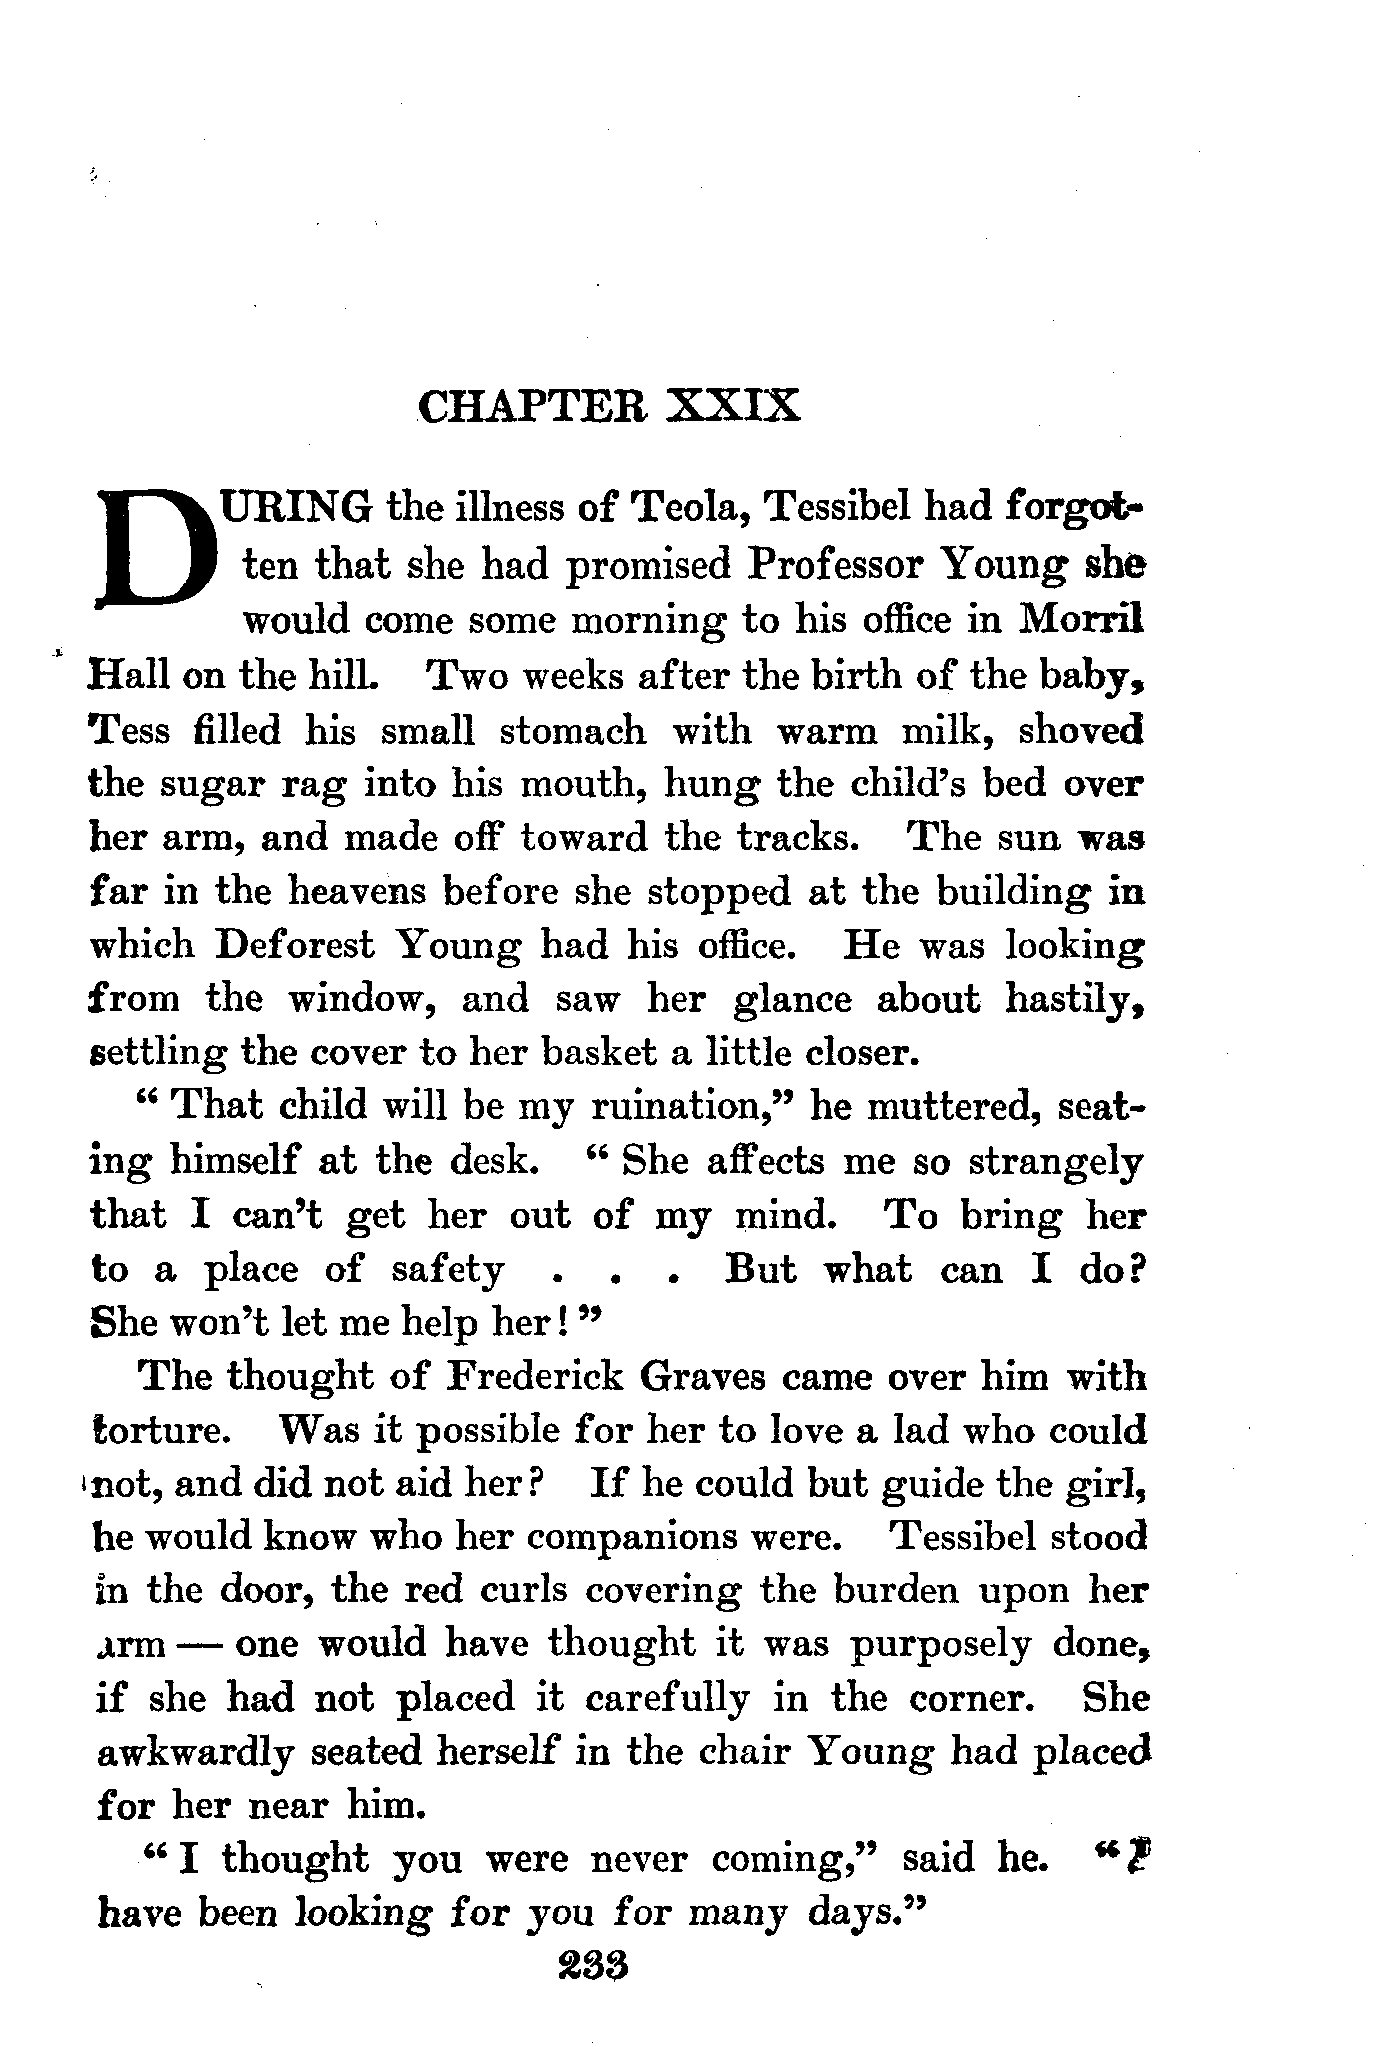 CHAPTER XXIX
DURING the illness of Teola, Tessibel had forgot-
ten that she had promised Professor Young she
would come some morning to his office in Morril
Hall on the hill. Two weeks after the birth of the baby,
Tess filled his small stomach with warm milk, shoved
the sugar rag into his mouth, hung the child's bed over
her arm, and made off toward the tracks. The sun was
far in the heavens before she stopped at the building in
which Deforest Young had his office. He was looking
from the window, and saw her glance about hastily,
settling the cover to her basket a little closer.
" That child will be my ruination," he muttered, seat-
ing himself at the desk. " She affects me so strangely
that I can't get her out of my mind. To bring her
to a place of safety . . . But what can I do?
She won't let me help her! "
The thought of Frederick Graves came over him with
torture. Was it possible for her to love a lad who could
not, and did not aid her? If he could but guide the girl,
he would know who her companions were. Tessibel stood
in the door, the red curls covering the burden upon her
arm — one would have thought it was purposely done,
if she had not placed it carefully in the corner. She
awkwardly seated herself in the chair Young had placed
for her near him.
" I thought you were never coming," said he. " I
have been looking for you for many days."
233